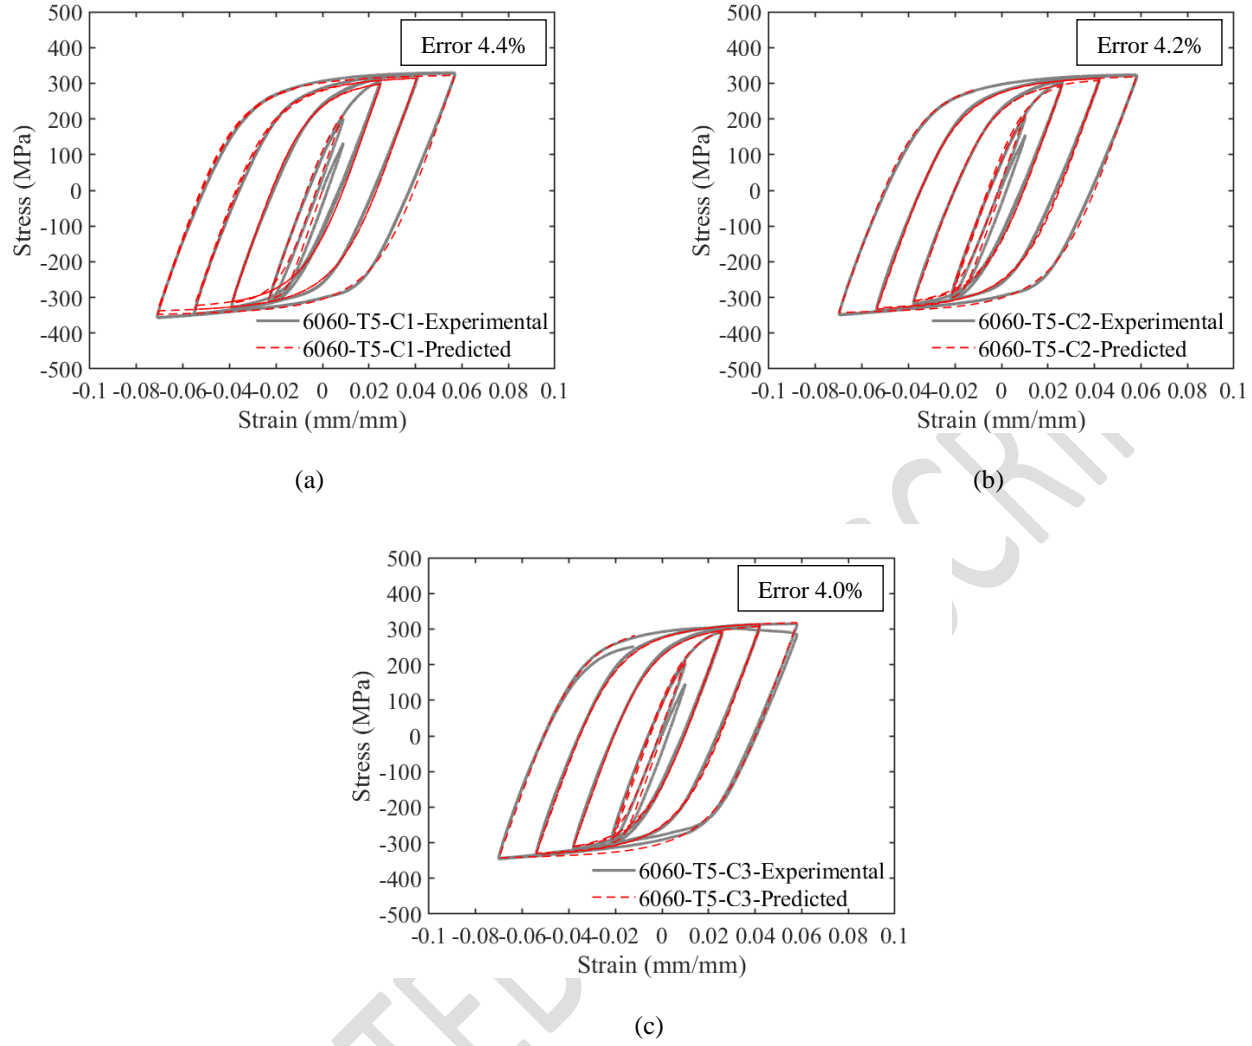 500
400
300
200
100
0
-100
-200
-300
-400
-500
Stress (MPa)
Error 4.4%
6060-T5-C1-Experimental
6060-T5-C1-Predicted
-0.1 -0.08 -0.06 -0.04 -0.02 0 0.02 0.04 0.06 0.08 0.1
Strain (mm/mm)
(a)
500
400
300
200
100
0
-100
-200
-300
-400
-500
Stress (MPa)
Error 4.2%
6060-T5-C2-Experimental
6060-T5-C2-Predicted
-0.1 -0.08 -0.06 -0.04 -0.02 0 0.02 0.04 0.06 0.08 0.1
Strain (mm/mm)
(b)
500
400
300
200
100
0
-100
-200
-300
-400
-500
Stress (MPa)
Error 4.0%
6060-T5-C3-Experimental
6060-T5-C3-Predicted
-0.1 -0.08 -0.06 -0.04 -0.02 0 0.02 0.04 0.06 0.08 0.1
Strain (mm/mm)
(c)